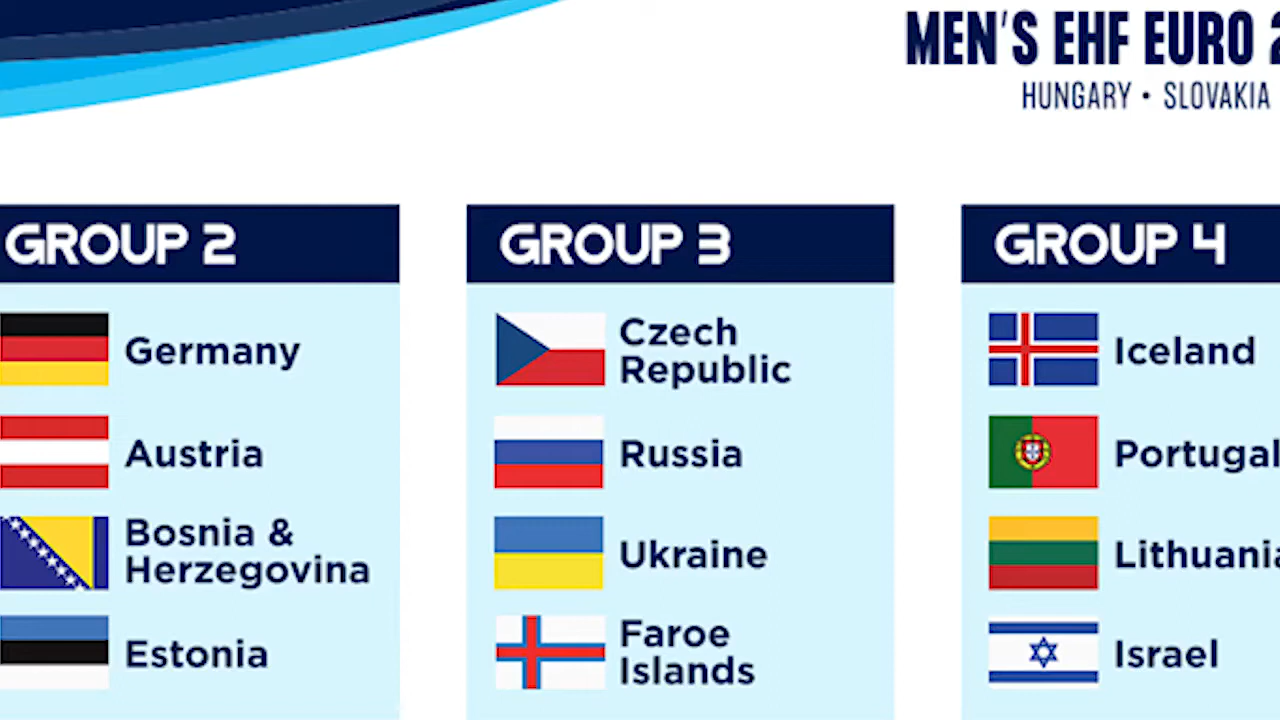 MEN'S EHF EURO
HUNGARY • SLOVAKIA
GROUP 2
Germany
Austria
Bosnia &
Herzegovina
Estonia
GROUP 3
Czech
Republic
Russia
Ukraine
Faroe
Islands
GROUP 4
Iceland
Portugal
Lithuania
Israel